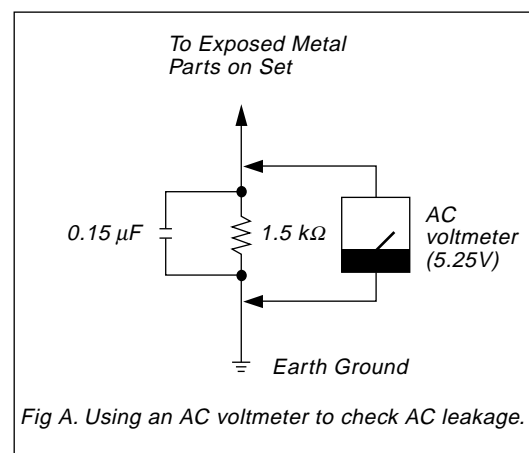 To Exposed Metal
Parts on Set
0.15 µF
1.5 kΩ
AC
voltmeter
(5.25V)
Earth Ground
Fig A. Using an AC voltmeter to check AC leakage.